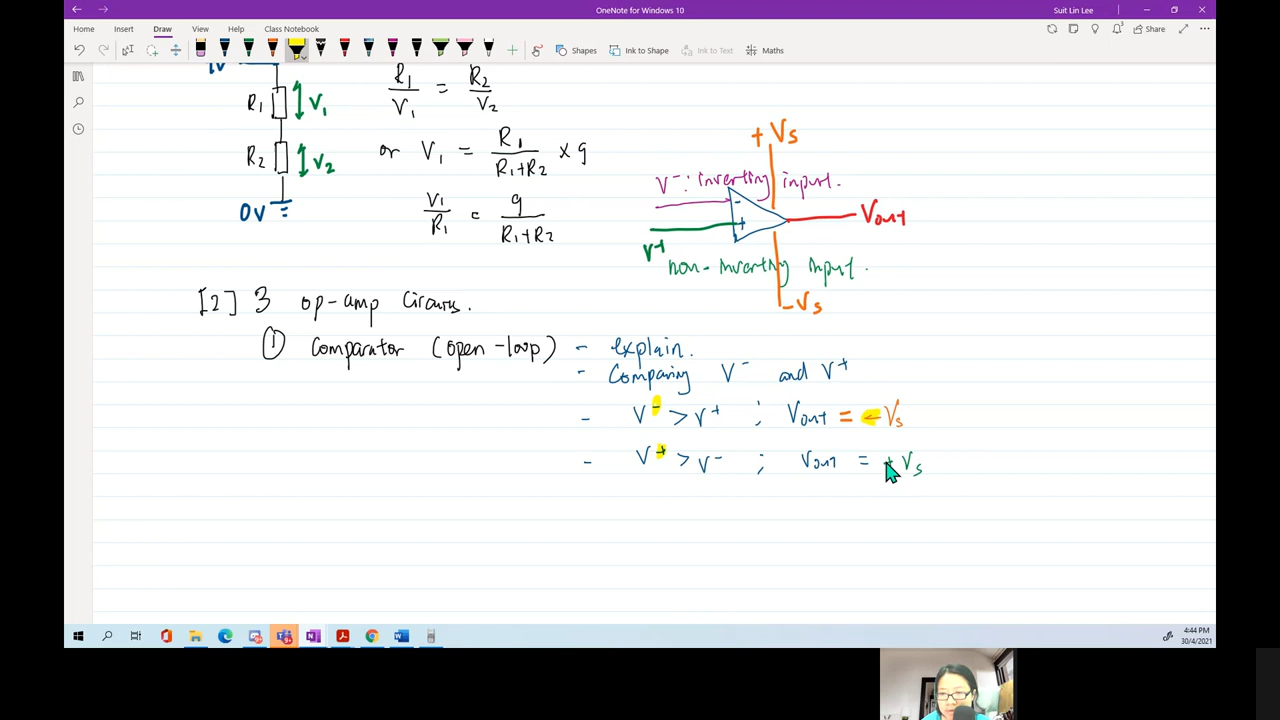 OneNote for Windows 10
Suit Lin Lee
Home Insert Draw View Help Class Notebook
Share
Shapes Ink to Shape Ink to Text Maths
R1 V1
R2 V2
0V
R1/V1 = R2/V2
or V1 = R1/(R1+R2) × 9
V1/R1 = 9/(R1+R2)
+Vs
V⁻: inverting input.
-
+
Vout
V+
non-inverting input.
-Vs
[2] 3 op-amp circuits.
① Comparator (open-loop) - explain.
- Comparing V⁻ and V⁺
- V⁻ > V⁺ ; Vout = -Vs
- V⁺ > V⁻ ; Vout = +Vs
4:44 PM
30/4/2021